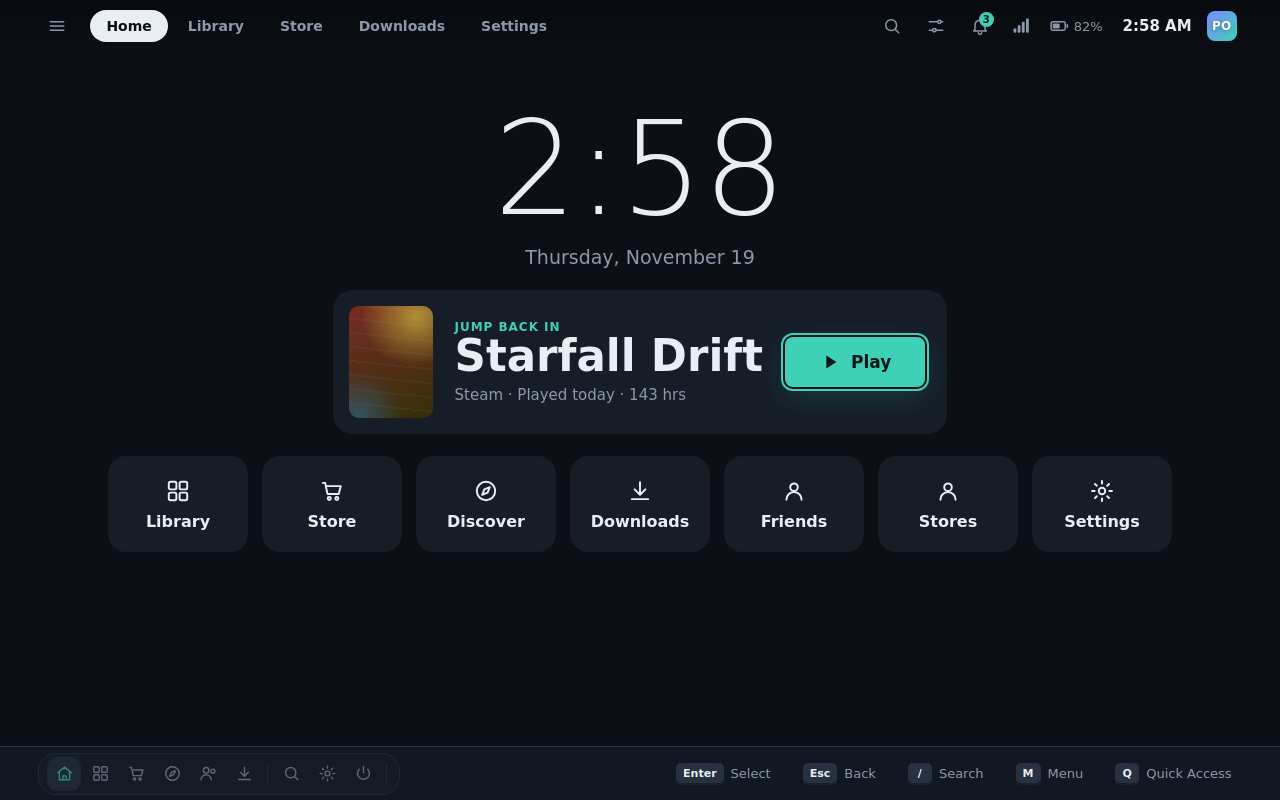 Home Library Store Downloads Settings 3 82% 2:58 AM PO
2:58
Thursday, November 19
JUMP BACK IN
Starfall Drift
Steam · Played today · 143 hrs
Play
Library Store Discover Downloads Friends Stores Settings
Enter Select Esc Back / Search M Menu Q Quick Access